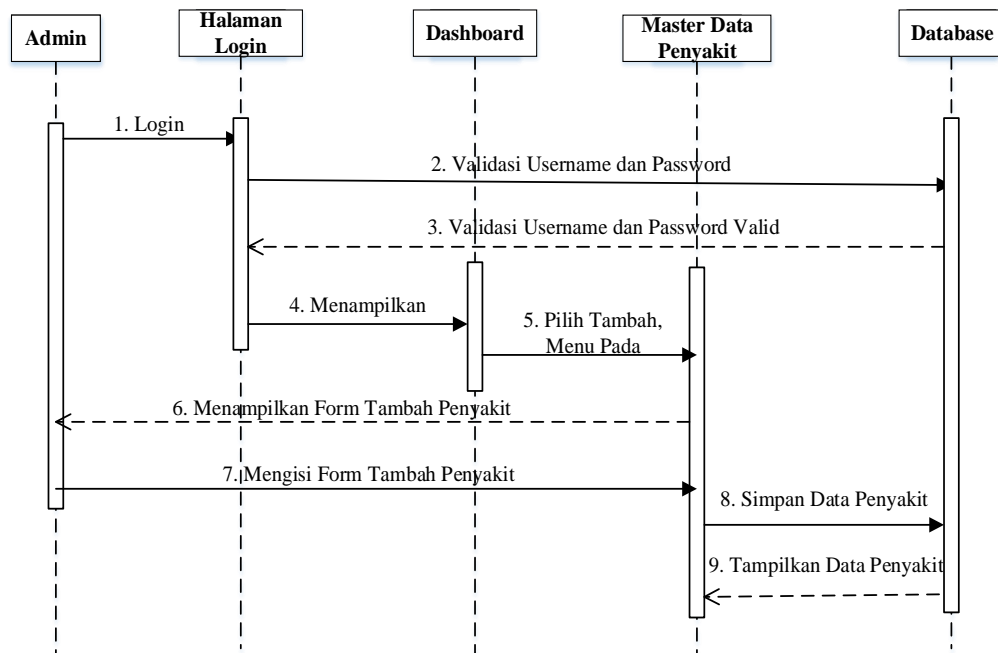 Admin
Halaman
Login
Dashboard
Master Data
Penyakit
Database
1. Login
2. Validasi Username dan Password
3. Validasi Username dan Password Valid
4. Menampilkan
5. Pilih Tambah,
Menu Pada
6. Menampilkan Form Tambah Penyakit
7. Mengisi Form Tambah Penyakit
8. Simpan Data Penyakit
9. Tampilkan Data Penyakit